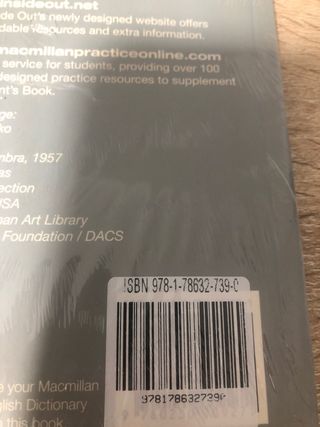 insideout.net
de Out's newly designed website offers
dable resources and extra information.
macmillanpracticeonline.com
service for students, providing over 100
designed practice resources to supplement
nt's Book.
ge:
ko
mbra, 1957
as
ection
USA
nan Art Library
Foundation / DACS
ISBN 978-1-78632-739-0
9781786327390
e your Macmillan
glish Dictionary
this book